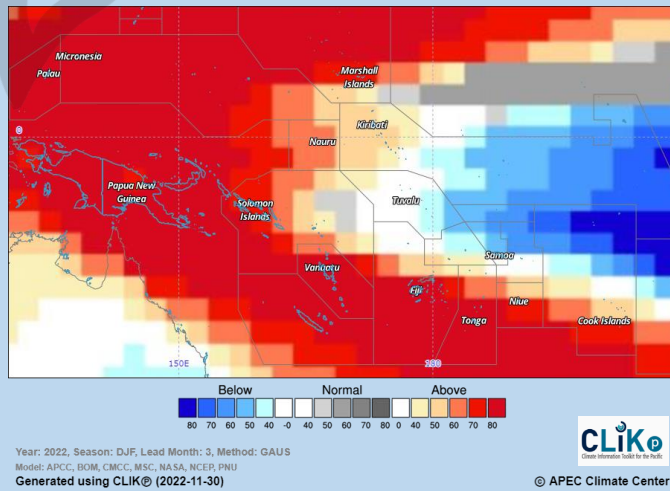 Micronesia
Palau
Marshall
Islands
0
Kiribati
Nauru
Papua New
Guinea
Solomon
Islands
Tuvalu
Samoa
Vanuatu
Fiji
Niue
Tonga
Cook Islands
150E
180
Below Normal Above
80 70 60 50 40 -0 40 50 60 70 80 0 40 50 60 70 80
CLiKp
Climate Information Toolkit for the Pacific
Year: 2022, Season: DJF, Lead Month: 3, Method: GAUS
Model: APCC, BOM, CMCC, MSC, NASA, NCEP, PNU
Generated using CLIK℗ (2022-11-30)
© APEC Climate Center